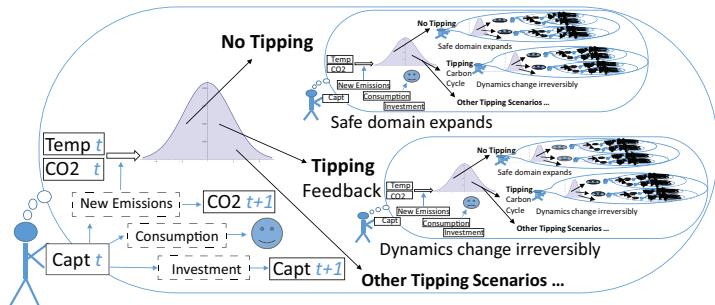 No Tipping
Temp t
CO2 t
New Emissions
CO2 t+1
Consumption
Capt t
Investment
Capt t+1
Tipping
Feedback
Other Tipping Scenarios ...
No Tipping
Safe domain expands
Temp
CO2
Tipping
Carbon
Cycle
Dynamics change irreversibly
New Emissions
Capt
Consumption
Investment
Other Tipping Scenarios ...
Safe domain expands
No Tipping
Safe domain expands
Temp
CO2
Tipping
Carbon
Cycle
Dynamics change irreversibly
New Emissions
Capt
Consumption
Investment
Other Tipping Scenarios ...
Dynamics change irreversibly